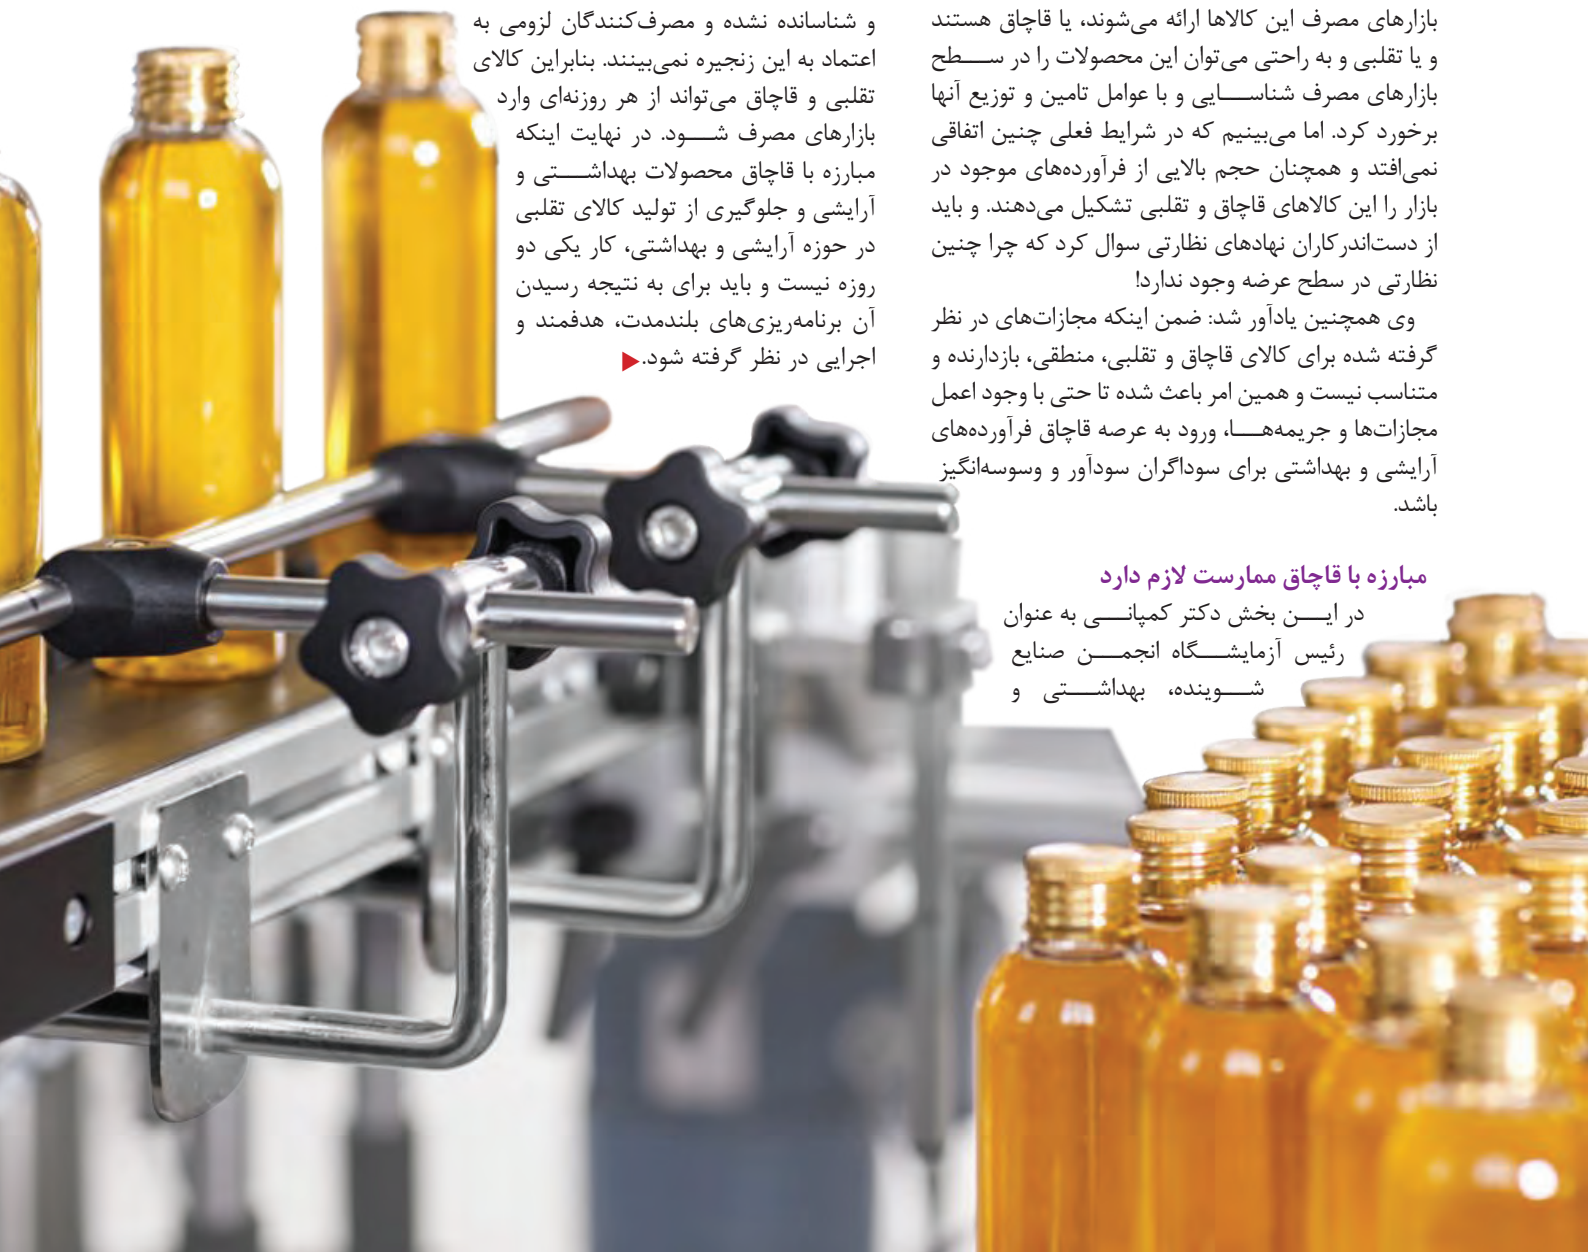 بازارهای مصرف این کالاها ارائه می‌شوند، یا قاچاق هستند
و یا تقلبی و به راحتی می‌توان این محصولات را در سطح
بازارهای مصرف شناسایی و با عوامل تامین و توزیع آنها
برخورد کرد. اما می‌بینیم که در شرایط فعلی چنین اتفاقی
نمی‌افتد و همچنان حجم بالایی از فرآورده‌های موجود در
بازار را این کالاهای قاچاق و تقلبی تشکیل می‌دهند. و باید
از دست‌اندرکاران نهادهای نظارتی سوال کرد که چرا چنین
نظارتی در سطح عرضه وجود ندارد!
وی همچنین یادآور شد: ضمن اینکه مجازات‌های در نظر
گرفته شده برای کالای قاچاق و تقلبی، منطقی، بازدارنده و
متناسب نیست و همین امر باعث شده تا حتی با وجود اعمل
مجازات‌ها و جریمه‌ها، ورود به عرصه قاچاق فرآورده‌های
آرایشی و بهداشتی برای سوداگران سودآور و وسوسه‌انگیز
باشد.
مبارزه با قاچاق ممارست لازم دارد
در این بخش دکتر کمپانی به عنوان
رئیس آزمایشگاه انجمن صنایع
شوینده، بهداشتی و
و شناسانده نشده و مصرف‌کنندگان لزومی به
اعتماد به این زنجیره نمی‌بینند. بنابراین کالای
تقلبی و قاچاق می‌تواند از هر روزنه‌ای وارد
بازارهای مصرف شود. در نهایت اینکه
مبارزه با قاچاق محصولات بهداشتی و
آرایشی و جلوگیری از تولید کالای تقلبی
در حوزه آرایشی و بهداشتی، کار یکی دو
روزه نیست و باید برای به نتیجه رسیدن
آن برنامه‌ریزی‌های بلندمدت، هدفمند و
اجرایی در نظر گرفته شود.